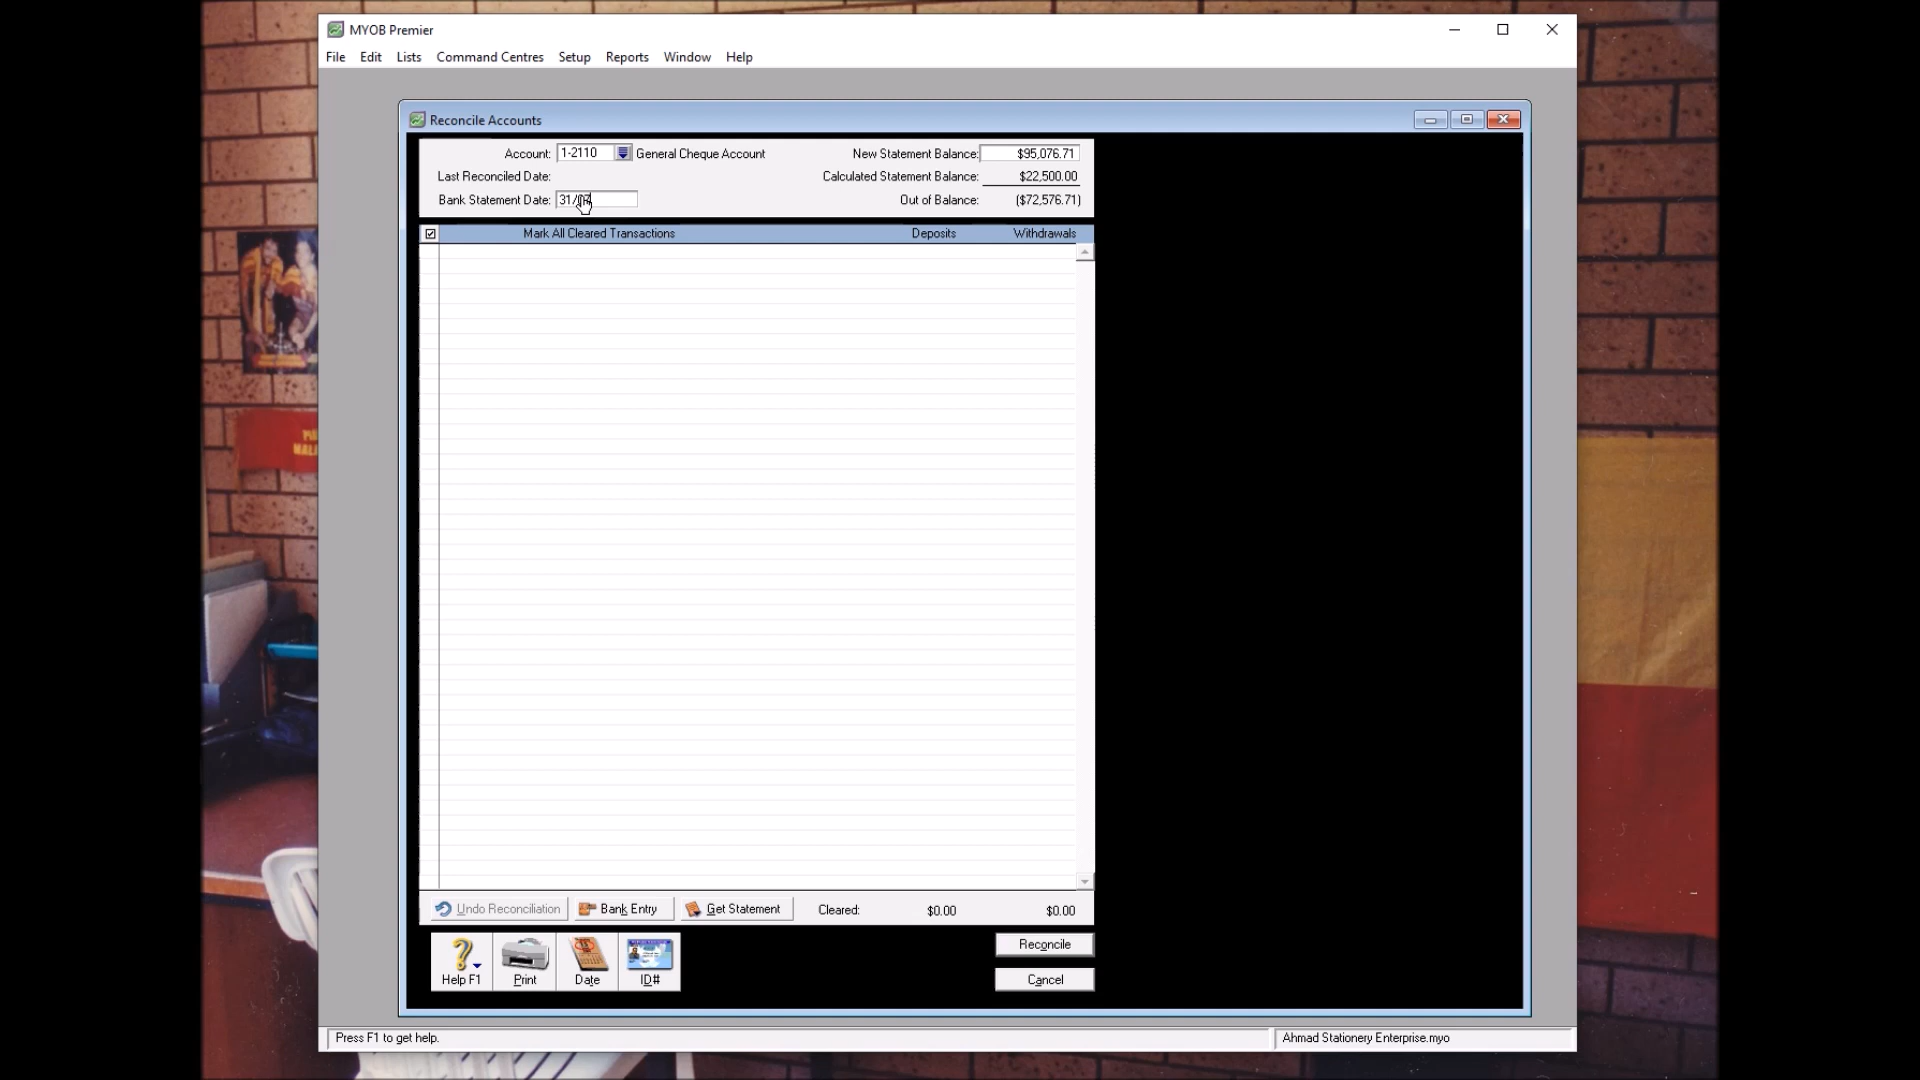 MYOB Premier
File Edit Lists Command Centres Setup Reports Window Help
Reconcile Accounts
Account: 1-2110 General Cheque Account New Statement Balance: $95,076.71
Last Reconciled Date: Calculated Statement Balance: $22,500.00
Bank Statement Date: 31/ Out of Balance: ($72,576.71)
Mark All Cleared Transactions Deposits Withdrawals
Undo Reconciliation Bank Entry Get Statement Cleared: $0.00 $0.00
Help F1 Print Date ID# Reconcile
Cancel
Press F1 to get help. Ahmad Stationery Enterprise.myo